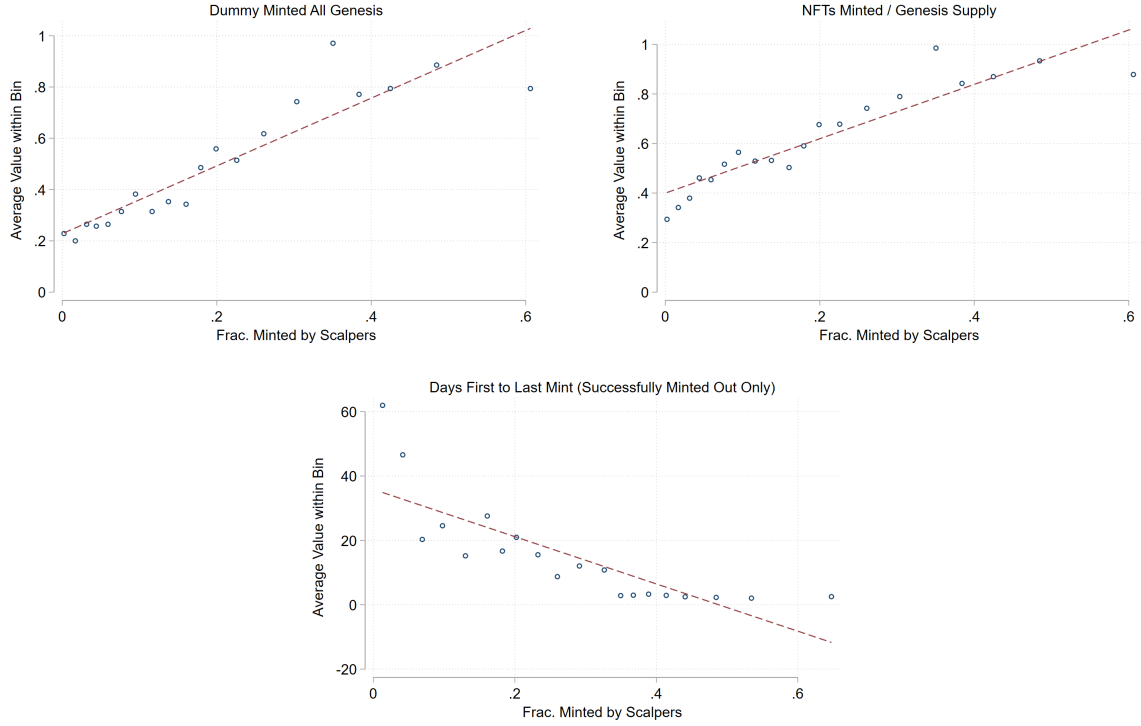 Dummy Minted All Genesis
Average Value within Bin
1
.8
.6
.4
.2
0
0 .2 .4 .6
Frac. Minted by Scalpers
NFTs Minted / Genesis Supply
Average Value within Bin
1
.8
.6
.4
.2
0
0 .2 .4 .6
Frac. Minted by Scalpers
Days First to Last Mint (Successfully Minted Out Only)
Average Value within Bin
60
40
20
0
-20
0 .2 .4 .6
Frac. Minted by Scalpers